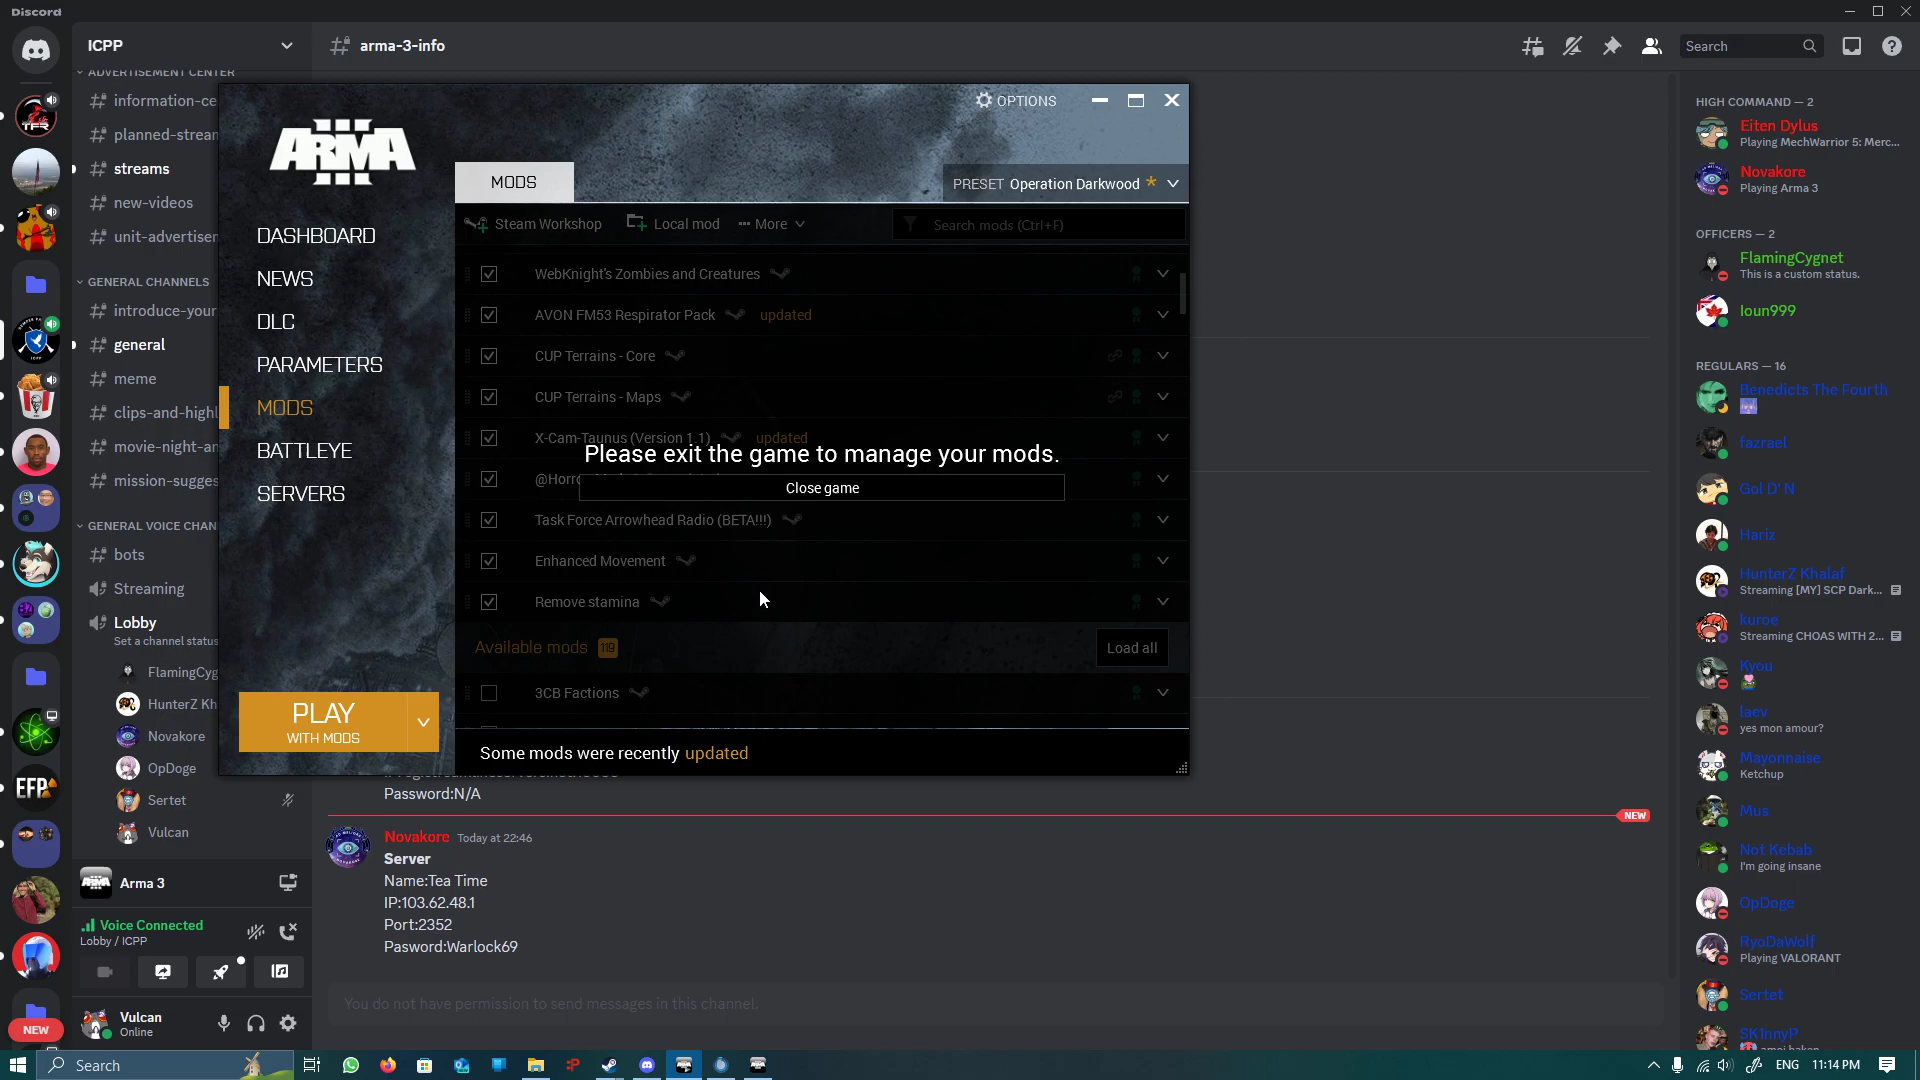 Discord
ICPP
arma-3-info
Search
ADVERTISEMENT CENTER
information-ce
planned-stream
streams
new-videos
unit-advertisem
GENERAL CHANNELS
introduce-your
general
meme
clips-and-highl
movie-night-an
mission-sugges
GENERAL VOICE CHAN
bots
Streaming
Lobby
Set a channel status
FlamingCyg
HunterZ Kh
Novakore
OpDoge
Sertet
Vulcan
Arma 3
Voice Connected
Lobby / ICPP
Vulcan
Online
NEW
TFR
KFC
EFP
ICPP
ARMA III
OPTIONS
MODS
PRESET Operation Darkwood *
DASHBOARD
NEWS
DLC
PARAMETERS
MODS
BATTLEYE
SERVERS
PLAY
WITH MODS
Steam Workshop
Local mod
More
Search mods (Ctrl+F)
WebKnight's Zombies and Creatures
AVON FM53 Respirator Pack updated
CUP Terrains - Core
CUP Terrains - Maps
X-Cam-Taunus (Version 1.1) updated
Please exit the game to manage your mods.
@Horro
Close game
Task Force Arrowhead Radio (BETA!!!)
Enhanced Movement
Remove stamina
Available mods 119
Load all
3CB Factions
Some mods were recently updated
Password:N/A
NEW
Novakore Today at 22:46
Server
Name:Tea Time
IP:103.62.48.1
Port:2352
Pasword:Warlock69
You do not have permission to send messages in this channel.
HIGH COMMAND — 2
Eiten Dylus
Playing MechWarrior 5: Merc...
Novakore
Playing Arma 3
OFFICERS — 2
FlamingCygnet
This is a custom status.
loun999
REGULARS — 16
Benedicts The Fourth
fazrael
Gol D' N
Hariz
HunterZ Khalaf
Streaming [MY] SCP Dark...
kuroe
Streaming CHOAS WITH 2...
Kyou
laev
yes mon amour?
Mayonnaise
Ketchup
Mus
Not Kebab
I'm going insane
OpDoge
RyoDaWolf
Playing VALORANT
Sertet
SK1nnyP
Search
ENG
11:14 PM